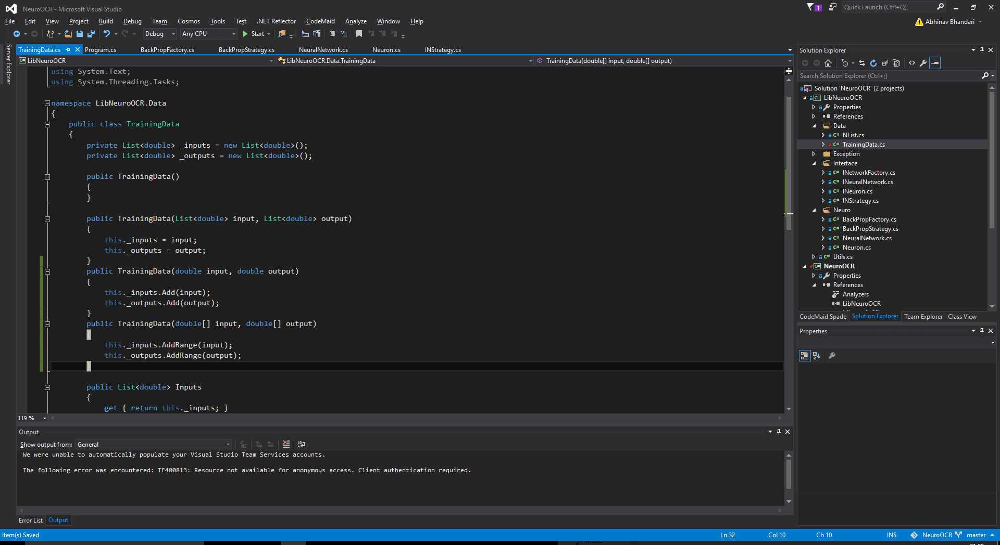 NeuroOCR - Microsoft Visual Studio
1
Quick Launch (Ctrl+Q)
File Edit View Project Build Debug Team Cosmos Tools Test .NET Reflector CodeMaid Analyze Window Help
Abhinav Bhandari
Debug Any CPU Start
Server Explorer
TrainingData.cs Program.cs BackPropFactory.cs BackPropStrategy.cs NeuralNetwork.cs Neuron.cs INStrategy.cs
LibNeuroOCR LibNeuroOCR.Data.TrainingData TrainingData(double[] input, double[] output)
using System.Text;
using System.Threading.Tasks;
namespace LibNeuroOCR.Data
{
public class TrainingData
{
private List<double> _inputs = new List<double>();
private List<double> _outputs = new List<double>();
public TrainingData()
{
}
public TrainingData(List<double> input, List<double> output)
{
this._inputs = input;
this._outputs = output;
}
public TrainingData(double input, double output)
{
this._inputs.Add(input);
this._outputs.Add(output);
}
public TrainingData(double[] input, double[] output)
{
this._inputs.AddRange(input);
this._outputs.AddRange(output);
}
public List<double> Inputs
{
get { return this._inputs; }
119 %
Output
Show output from: General
We were unable to automatically populate your Visual Studio Team Services accounts.
The following error was encountered: TF400813: Resource not available for anonymous access. Client authentication required.
Error List Output
Solution Explorer
Search Solution Explorer (Ctrl+;)
Solution 'NeuroOCR' (2 projects)
LibNeuroOCR
Properties
References
Data
C# NList.cs
C# TrainingData.cs
Exception
Interface
C# INetworkFactory.cs
C# INeuralNetwork.cs
C# INeuron.cs
C# INStrategy.cs
Neuro
C# BackPropFactory.cs
C# BackPropStrategy.cs
C# NeuralNetwork.cs
C# Neuron.cs
C# Utils.cs
NeuroOCR
Properties
References
Analyzers
LibNeuroOCR
CodeMaid Spade Solution Explorer Team Explorer Class View
Properties
Item(s) Saved Ln 32 Col 10 Ch 10 INS NeuroOCR master